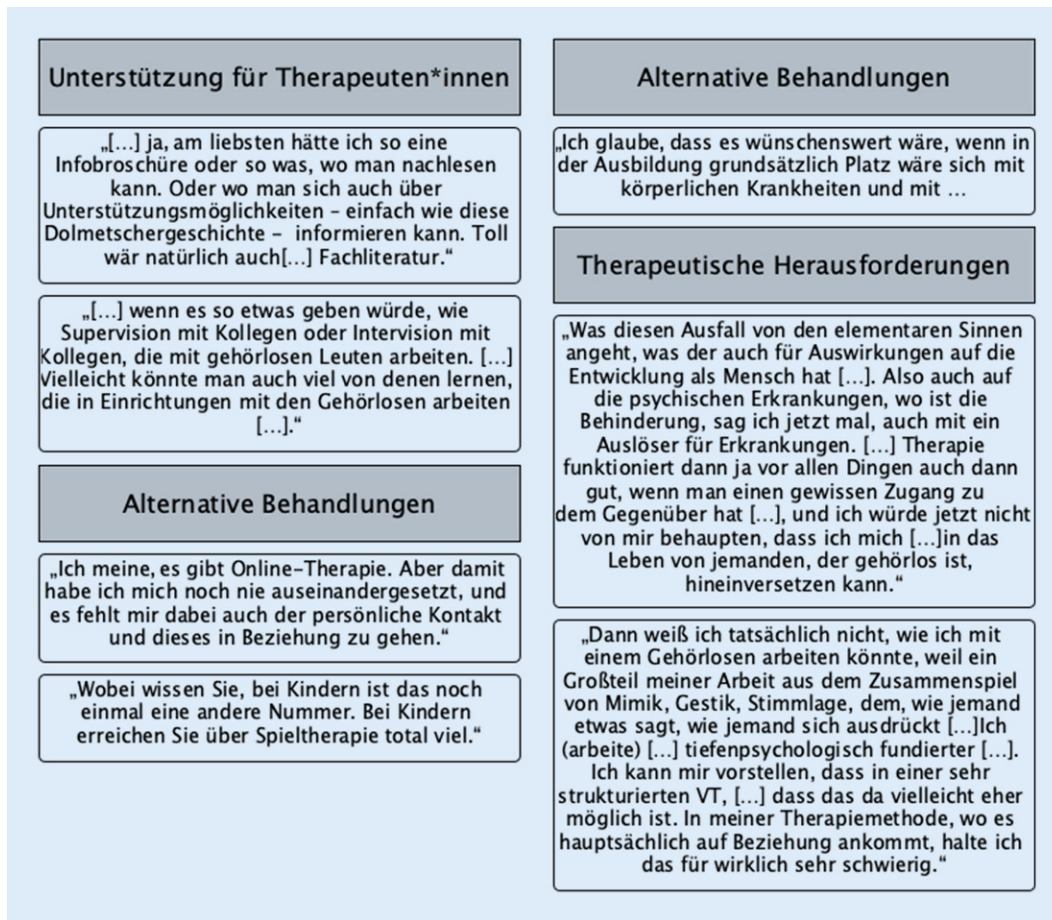 Unterstützung für Therapeuten*innen
„[...] ja, am liebsten hätte ich so eine
Infobroschüre oder so was, wo man nachlesen
kann. Oder wo man sich auch über
Unterstützungsmöglichkeiten – einfach wie diese
Dolmetschergeschichte – informieren kann. Toll
wär natürlich auch[...] Fachliteratur.“
„[...] wenn es so etwas geben würde, wie
Supervision mit Kollegen oder Intervision mit
Kollegen, die mit gehörlosen Leuten arbeiten. [...]
Vielleicht könnte man auch viel von denen lernen,
die in Einrichtungen mit den Gehörlosen arbeiten
[...].“
Alternative Behandlungen
„Ich meine, es gibt Online-Therapie. Aber damit
habe ich mich noch nie auseinandergesetzt, und
es fehlt mir dabei auch der persönliche Kontakt
und dieses in Beziehung zu gehen.“
„Wobei wissen Sie, bei Kindern ist das noch
einmal eine andere Nummer. Bei Kindern
erreichen Sie über Spieltherapie total viel.“
Alternative Behandlungen
„Ich glaube, dass es wünschenswert wäre, wenn in
der Ausbildung grundsätzlich Platz wäre sich mit
körperlichen Krankheiten und mit ...
Therapeutische Herausforderungen
„Was diesen Ausfall von den elementaren Sinnen
angeht, was der auch für Auswirkungen auf die
Entwicklung als Mensch hat [...]. Also auch auf
die psychischen Erkrankungen, wo ist die
Behinderung, sag ich jetzt mal, auch mit ein
Auslöser für Erkrankungen. [...] Therapie
funktioniert dann ja vor allen Dingen auch dann
gut, wenn man einen gewissen Zugang zu
dem Gegenüber hat [...], und ich würde jetzt nicht
von mir behaupten, dass ich mich [...]in das
Leben von jemanden, der gehörlos ist,
hineinversetzen kann.“
„Dann weiß ich tatsächlich nicht, wie ich mit
einem Gehörlosen arbeiten könnte, weil ein
Großteil meiner Arbeit aus dem Zusammenspiel
von Mimik, Gestik, Stimmlage, dem, wie jemand
etwas sagt, wie jemand sich ausdrückt [...]Ich
(arbeite) [...] tiefenpsychologisch fundierter [...].
Ich kann mir vorstellen, dass in einer sehr
strukturierten VT, [...] dass das da vielleicht eher
möglich ist. In meiner Therapiemethode, wo es
hauptsächlich auf Beziehung ankommt, halte ich
das für wirklich sehr schwierig.“